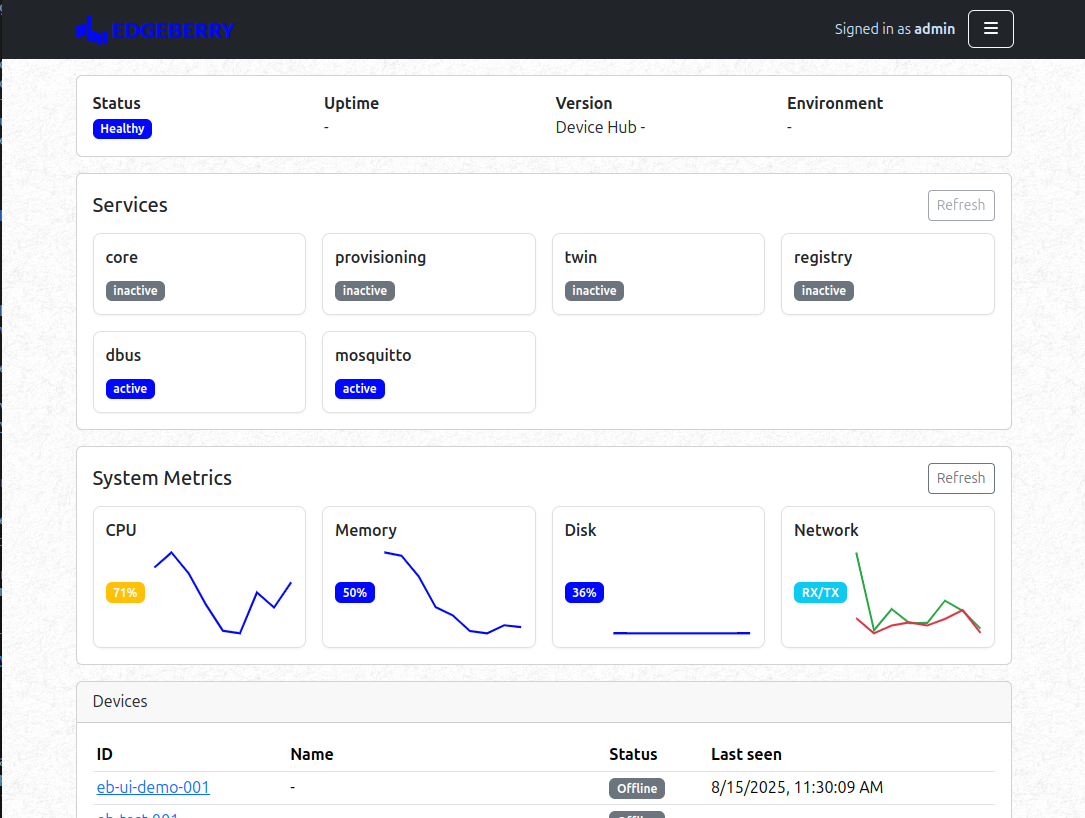 EDGEBERRY
Signed in as admin
Status Uptime Version Environment
Healthy - Device Hub - -
Services Refresh
core provisioning twin registry
inactive inactive inactive inactive
dbus mosquitto
active active
System Metrics Refresh
CPU Memory Disk Network
71% 50% 36% RX/TX
Devices
ID Name Status Last seen
eb-ui-demo-001 - Offline 8/15/2025, 11:30:09 AM